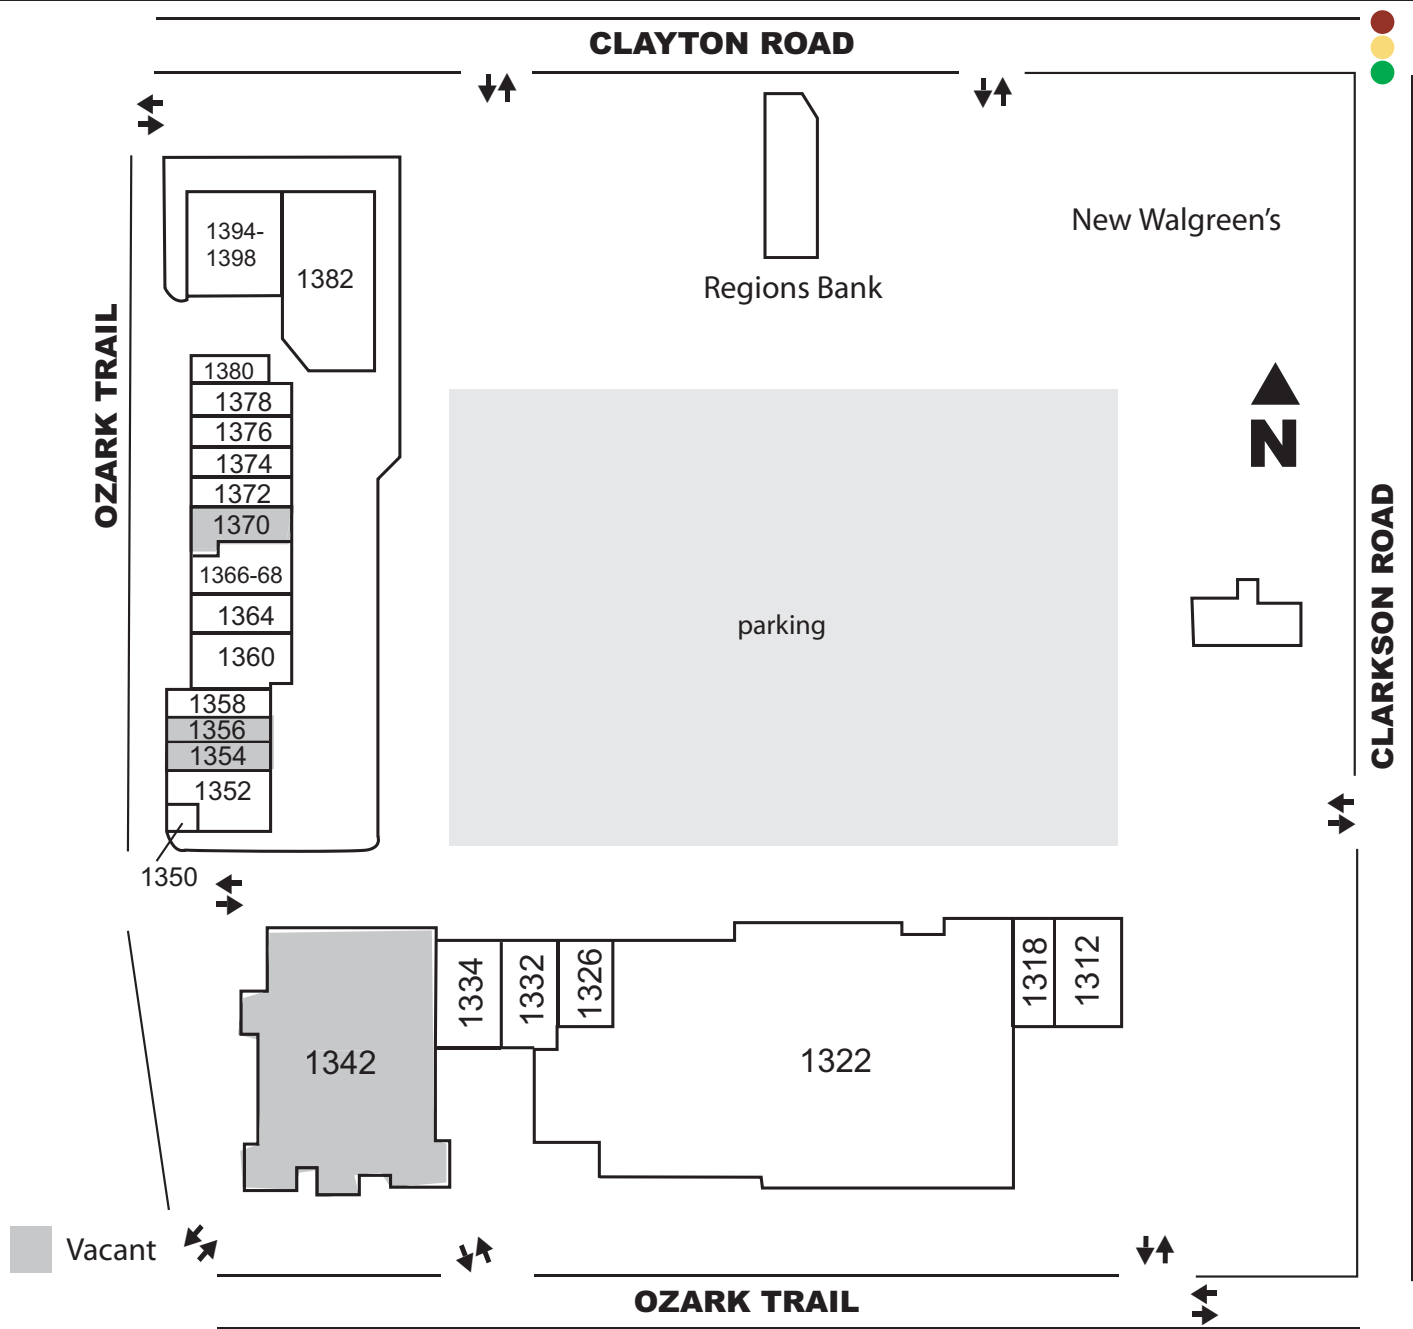 CLAYTON ROAD
New Walgreen's
1394-
1398
1382
Regions Bank
OZARK TRAIL
1380
1378
1376
1374
1372
1370
1366-68
1364
1360
1358
1356
1354
1352
1350
N
parking
CLARKSON ROAD
1334
1332
1326
1318
1312
1342
1322
Vacant
OZARK TRAIL